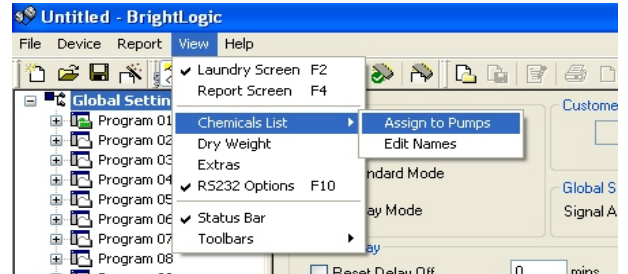 Untitled - BrightLogic
File Device Report View Help
Laundry Screen F2
Report Screen F4
Chemicals List
Dry Weight
Extras
RS232 Options F10
Status Bar
Toolbars
Assign to Pumps
Edit Names
Global Settin
Program 01
Program 02
Program 03
Program 04
Program 05
Program 06
Program 07
Program 08
Custome
ndard Mode
Global S
ay Mode
Signal A
ay
Reset Delay Off 0 mins